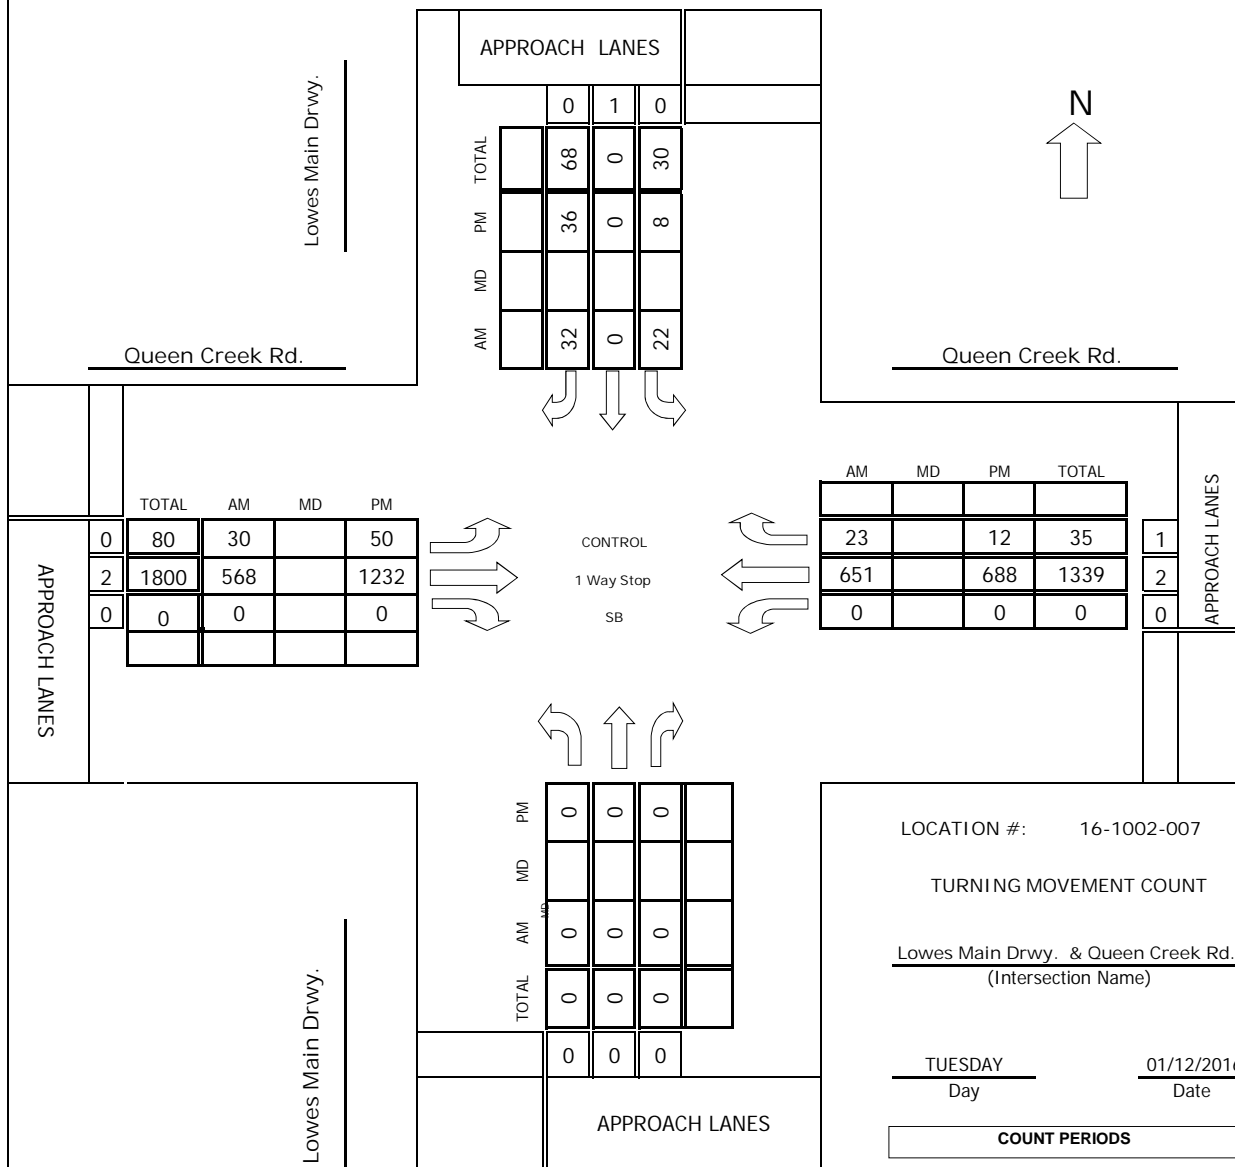 APPROACH LANES
Lowes Main Drwy.
N
0 1 0
TOTAL 68 0 30
PM 36 0 8
MD
AM 32 0 22
Queen Creek Rd.
Queen Creek Rd.
TOTAL AM MD PM
0 80 30 50
2 1800 568 1232
0 0 0 0
APPROACH LANES
CONTROL
1 Way Stop
SB
AM MD PM TOTAL
23 12 35 1
651 688 1339 2
0 0 0 0
APPROACH LANES
PM 0 0 0
MD
MD
AM 0 0 0
TOTAL 0 0 0
0 0 0
APPROACH LANES
Lowes Main Drwy.
LOCATION #: 16-1002-007
TURNING MOVEMENT COUNT
Lowes Main Drwy. & Queen Creek Rd.
(Intersection Name)
TUESDAY 01/12/2016
Day Date
COUNT PERIODS